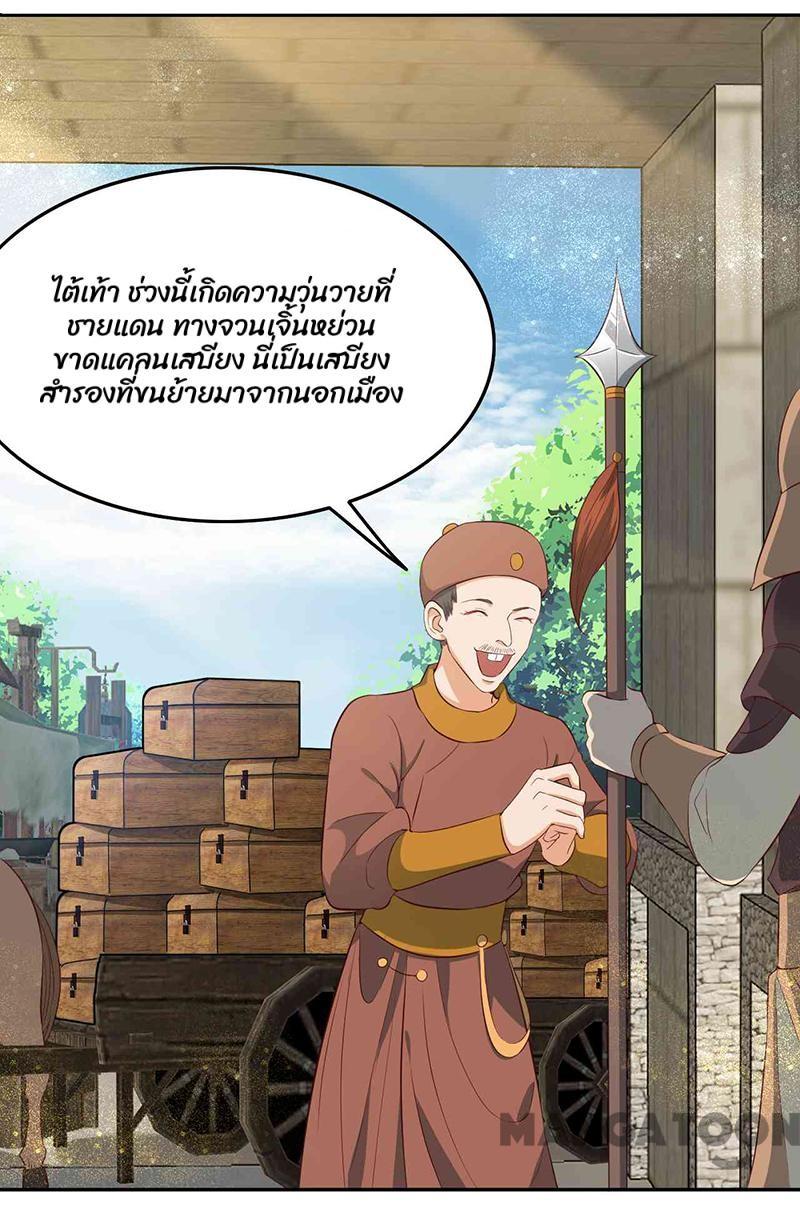 ไต้เท้า ช่วงนี้เกิดความวุ่นวายที่
ชายแดน ทางจวนเจิ้นหย่วน
ขาดแคลนเสบียง นี่เป็นเสบียง
สำรองที่ขนย้ายมาจากนอกเมือง
MANGATOON